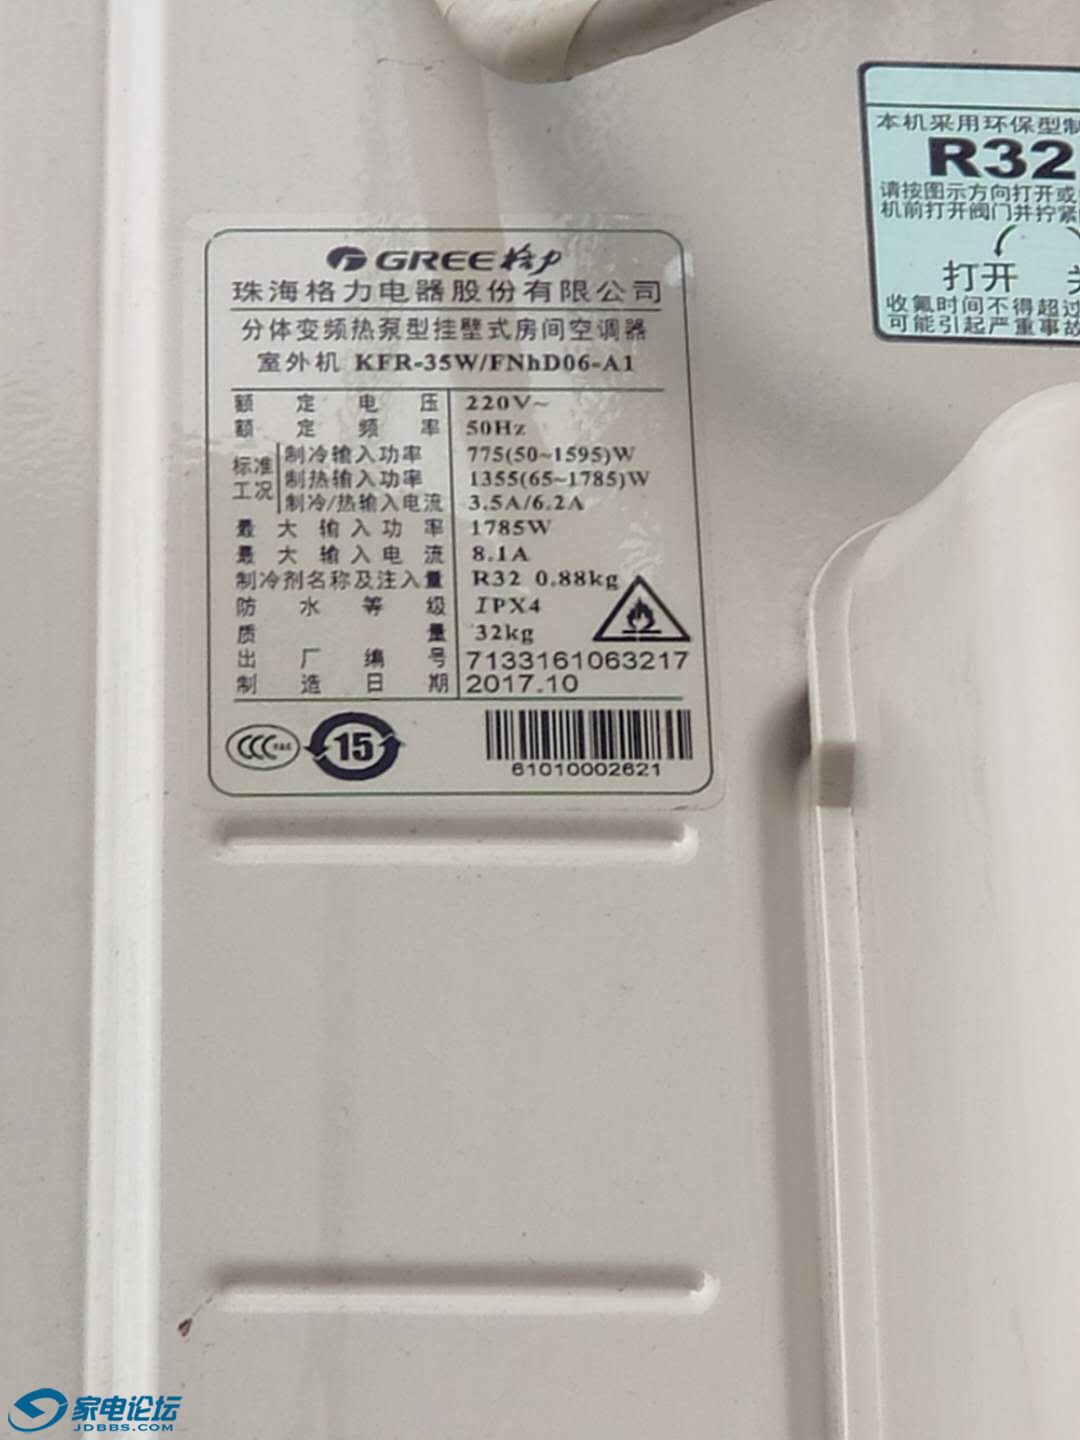 GREE 格力
珠海格力电器股份有限公司
分体变频热泵型挂壁式房间空调器
室外机 KFR-35W/FNhD06-A1
额定电压 220V~
额定频率 50Hz
标准工况
制冷输入功率 775(50~1595)W
制热输入功率 1355(65~1785)W
制冷/热输入电流 3.5A/6.2A
最大输入功率 1785W
最大输入电流 8.1A
制冷剂名称及注入量 R32 0.88kg
防水等级 IPX4
质量 32kg
出厂编号 7133161063217
制造日期 2017.10
CCC 15
61010002621
本机采用环保型制
R32
请按图示方向打开或
机前打开阀门并拧紧
打开 关
收氟时间不得超过
可能引起严重事故
家电论坛
JDBBS.COM